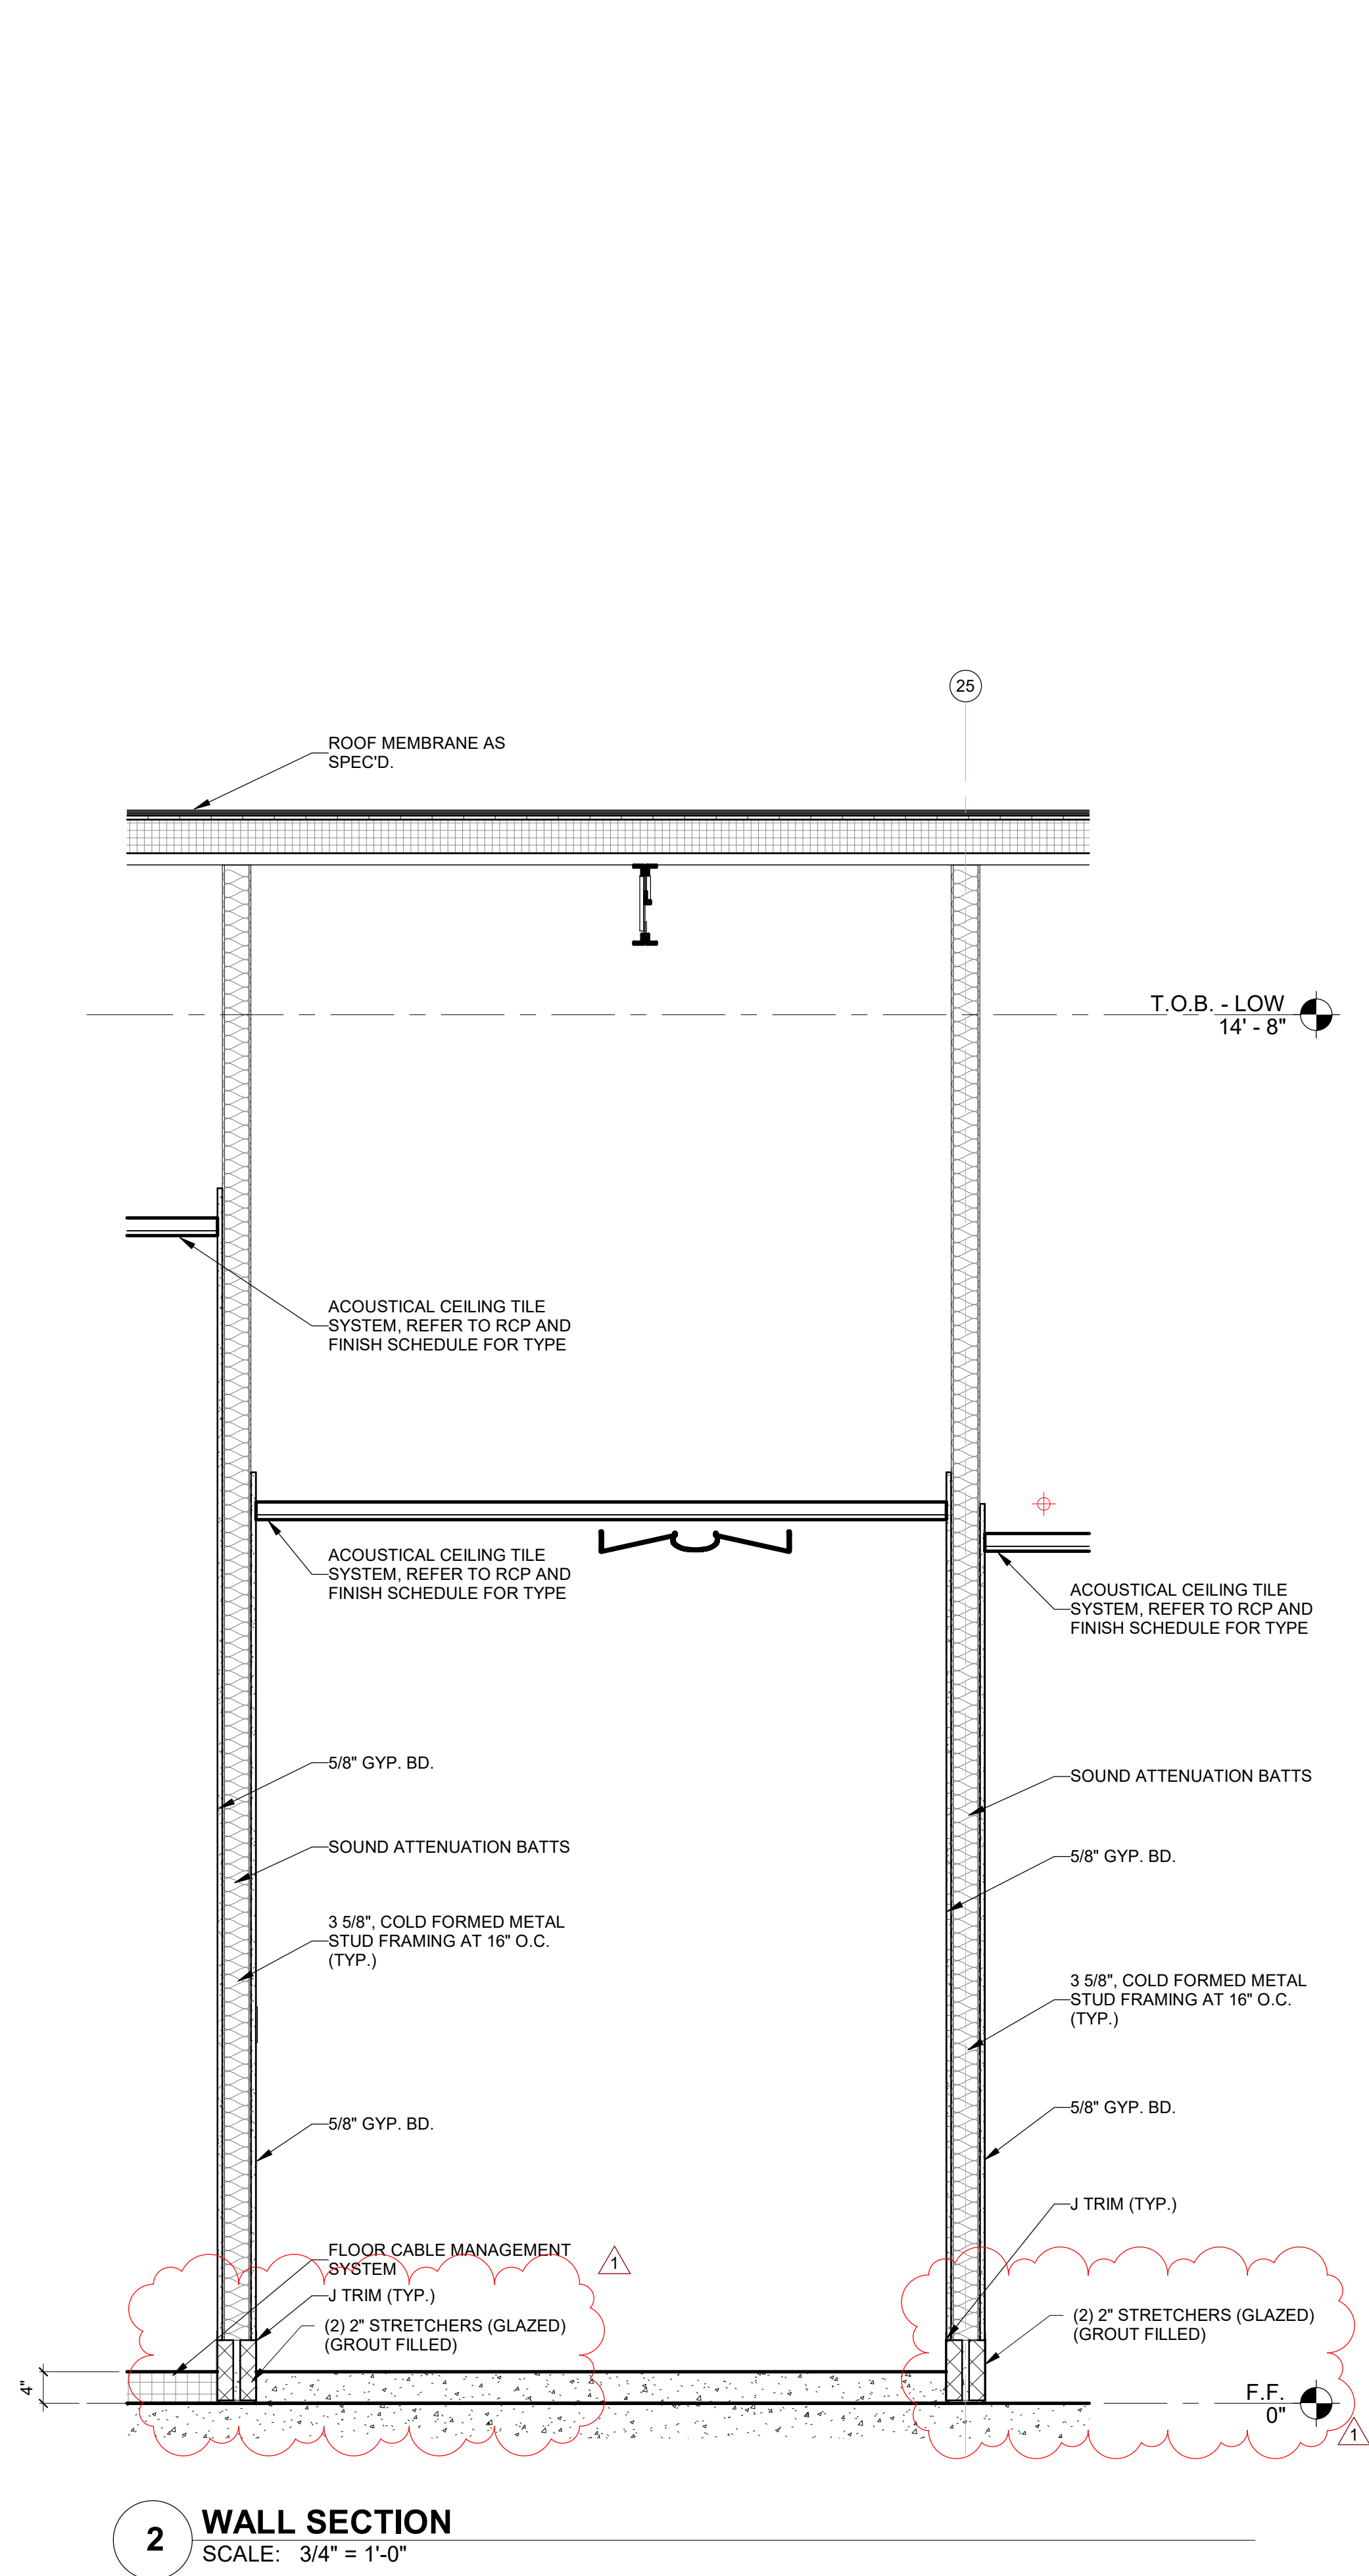 25
ROOF MEMBRANE AS
SPEC'D.
T.O.B. - LOW
14' - 8"
ACOUSTICAL CEILING TILE
SYSTEM, REFER TO RCP AND
FINISH SCHEDULE FOR TYPE
ACOUSTICAL CEILING TILE
SYSTEM, REFER TO RCP AND
FINISH SCHEDULE FOR TYPE
ACOUSTICAL CEILING TILE
SYSTEM, REFER TO RCP AND
FINISH SCHEDULE FOR TYPE
5/8" GYP. BD.
SOUND ATTENUATION BATTS
SOUND ATTENUATION BATTS
5/8" GYP. BD.
3 5/8", COLD FORMED METAL
STUD FRAMING AT 16" O.C.
(TYP.)
3 5/8", COLD FORMED METAL
STUD FRAMING AT 16" O.C.
(TYP.)
5/8" GYP. BD.
5/8" GYP. BD.
J TRIM (TYP.)
FLOOR CABLE MANAGEMENT
SYSTEM
1
J TRIM (TYP.)
(2) 2" STRETCHERS (GLAZED)
(GROUT FILLED)
(2) 2" STRETCHERS (GLAZED)
(GROUT FILLED)
4"
F.F.
0"
1
2
WALL SECTION
SCALE: 3/4" = 1'-0"